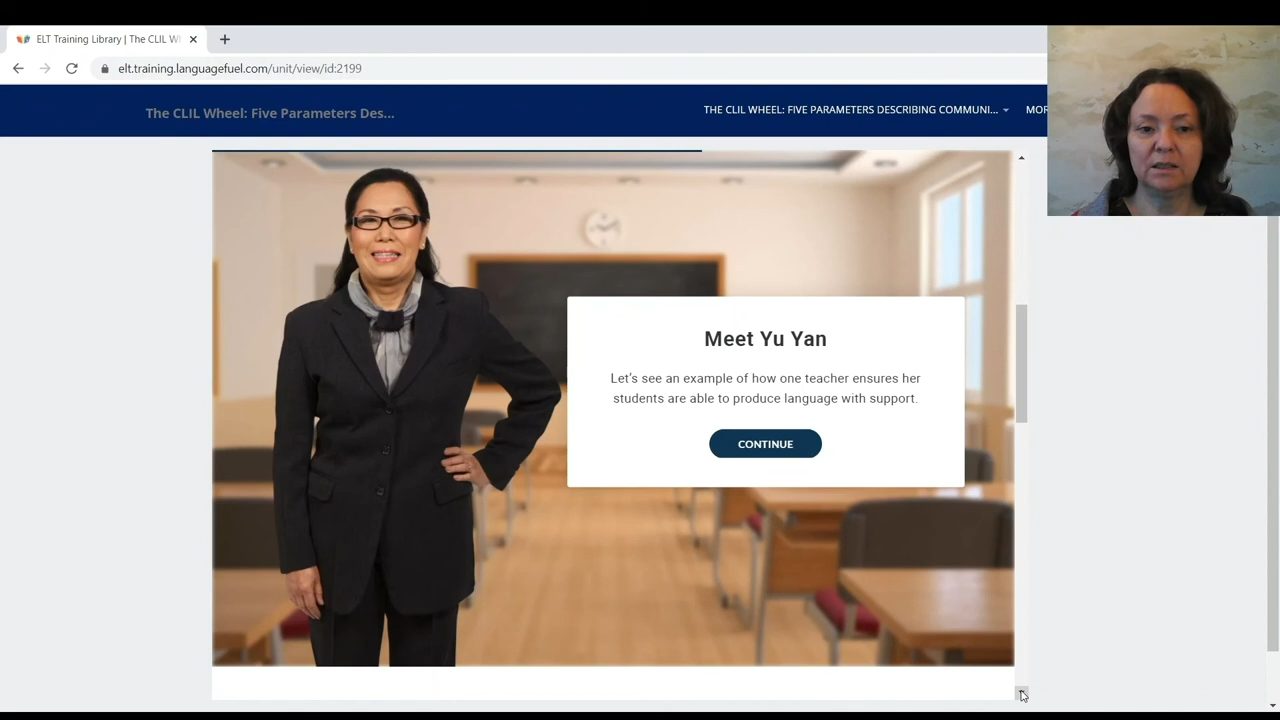 ELT Training Library | The CLIL W
elt.training.languagefuel.com/unit/view/id:2199
The CLIL Wheel: Five Parameters Des...
THE CLIL WHEEL: FIVE PARAMETERS DESCRIBING COMMUNI...
MOR
Meet Yu Yan
Let's see an example of how one teacher ensures her
students are able to produce language with support.
CONTINUE